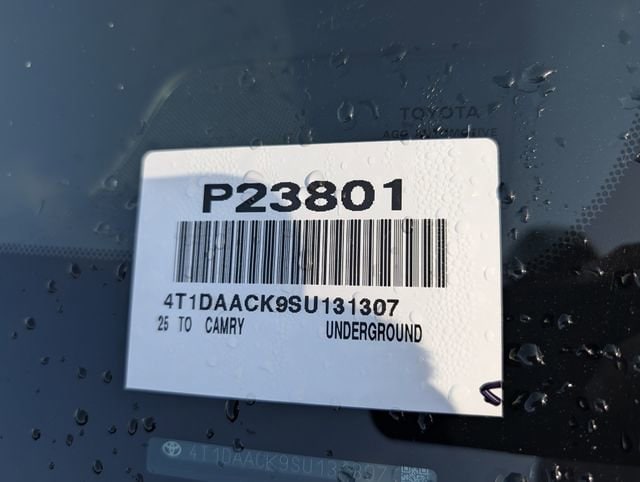 TOYOTA
P23801
4T1DAACK9SU131307
25 TO CAMRY UNDERGROUND